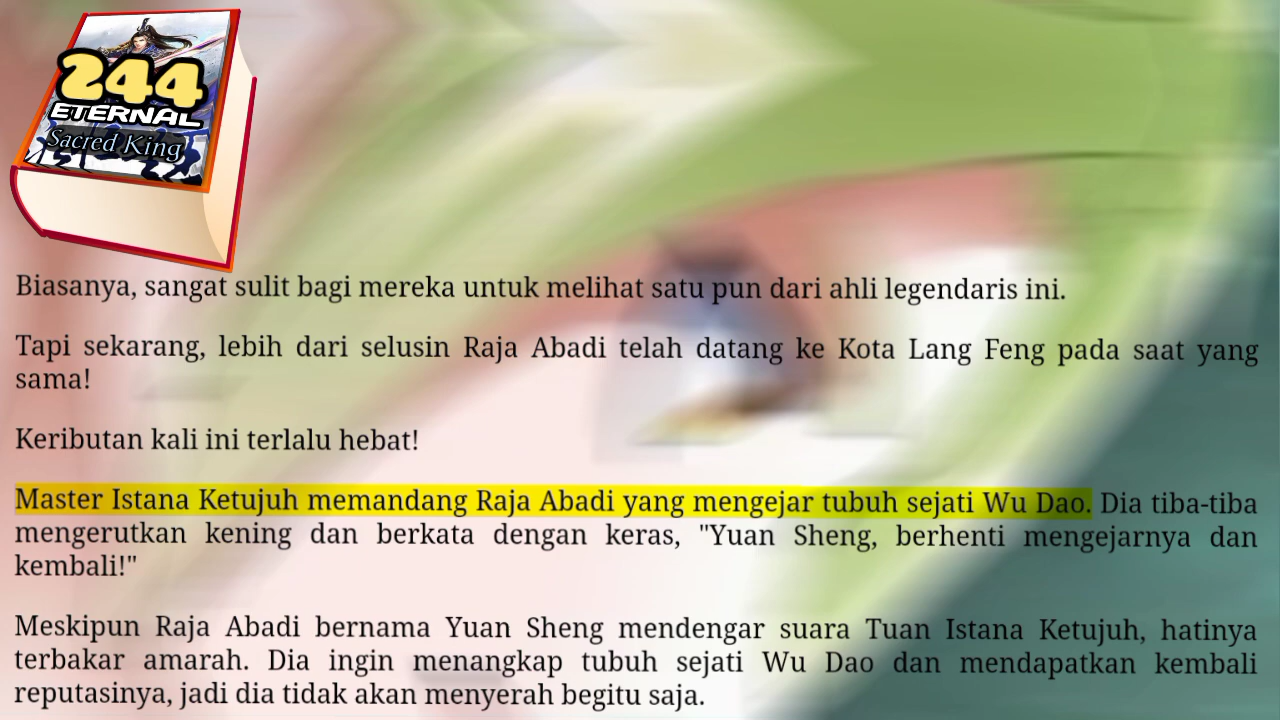 244
ETERNAL
Sacred King
Biasanya, sangat sulit bagi mereka untuk melihat satu pun dari ahli legendaris ini.
Tapi sekarang, lebih dari selusin Raja Abadi telah datang ke Kota Lang Feng pada saat yang
sama!
Keributan kali ini terlalu hebat!
Master Istana Ketujuh memandang Raja Abadi yang mengejar tubuh sejati Wu Dao. Dia tiba-tiba
mengerutkan kening dan berkata dengan keras, "Yuan Sheng, berhenti mengejarnya dan
kembali!"
Meskipun Raja Abadi bernama Yuan Sheng mendengar suara Tuan Istana Ketujuh, hatinya
terbakar amarah. Dia ingin menangkap tubuh sejati Wu Dao dan mendapatkan kembali
reputasinya, jadi dia tidak akan menyerah begitu saja.